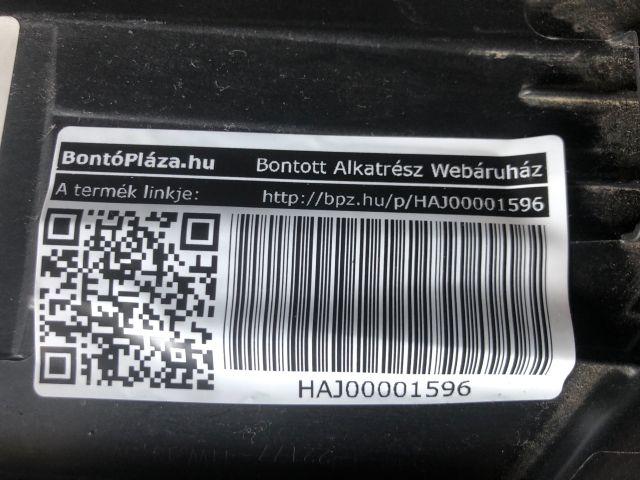 BontóPláza.hu Bontott Alkatrész Webáruház
A termék linkje: http://bpz.hu/p/HAJ00001596
HAJ00001596